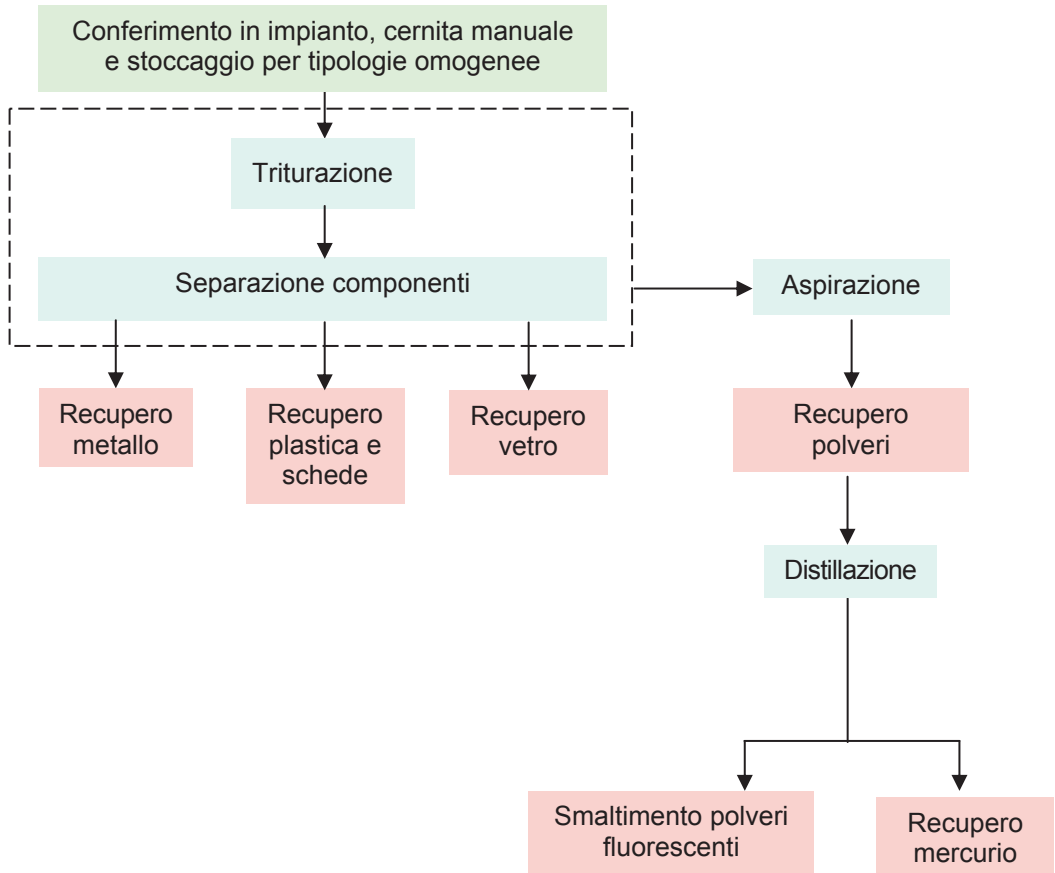 Conferimento in impianto, cernita manuale
e stoccaggio per tipologie omogenee
Triturazione
Separazione componenti
Aspirazione
Recupero
metallo
Recupero
plastica e
schede
Recupero
vetro
Recupero
polveri
Distillazione
Smaltimento polveri
fluorescenti
Recupero
mercurio